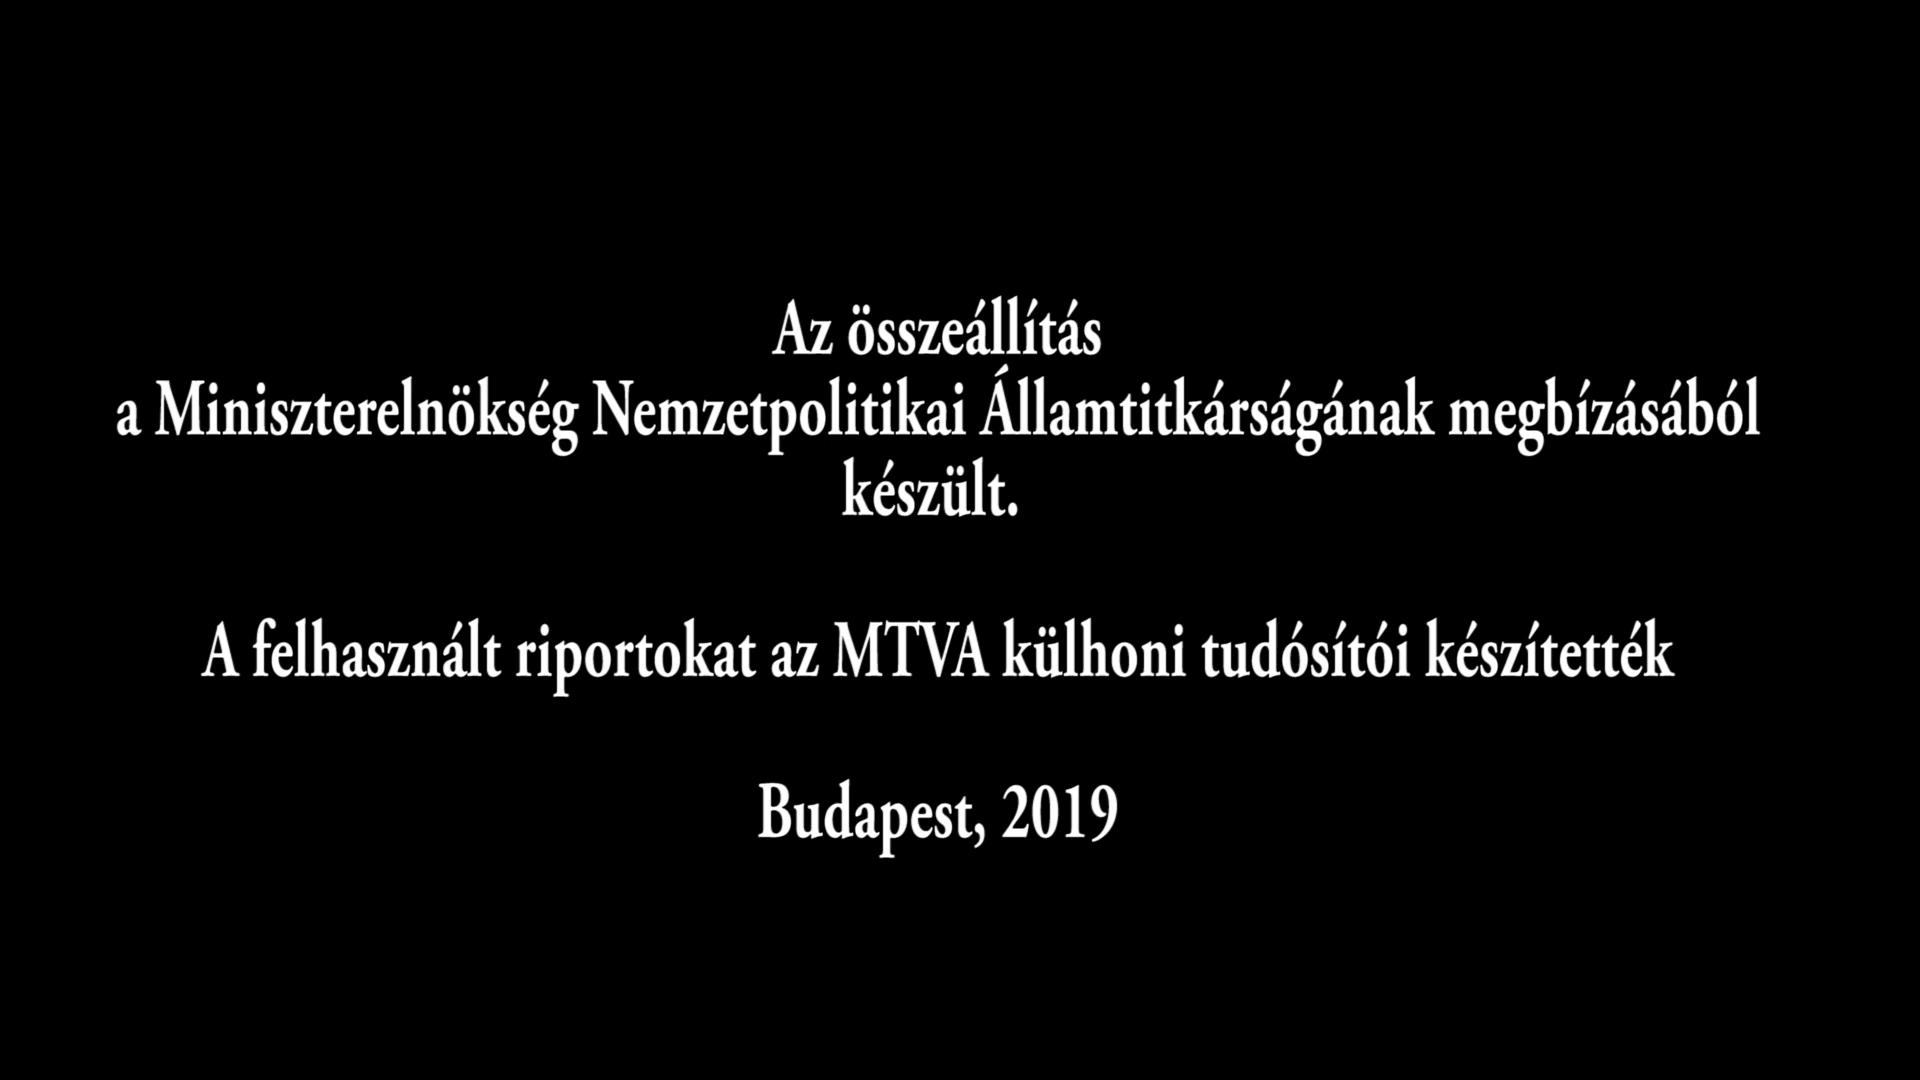 Az összeállítás
a Miniszterelnökség Nemzetpolitikai Államtitkárságának megbízásából
készült.
A felhasznált riportokat az MTVA külhoni tudósítói készítették
Budapest, 2019